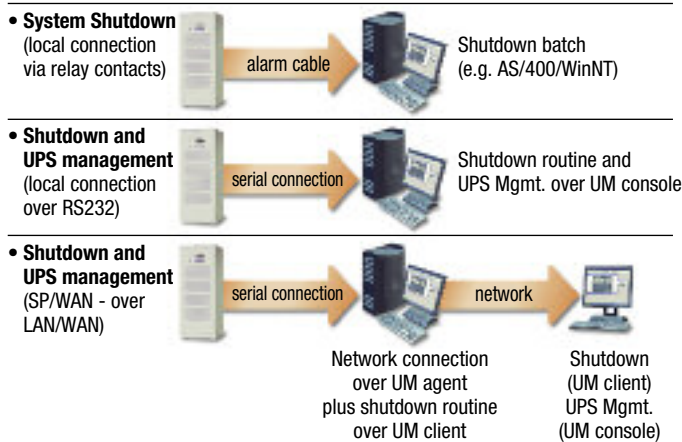 • System Shutdown
(local connection
via relay contacts)
alarm cable
Shutdown batch
(e.g. AS/400/WinNT)
• Shutdown and
UPS management
(local connection
over RS232)
serial connection
Shutdown routine and
UPS Mgmt. over UM console
• Shutdown and
UPS management
(SP/WAN - over
LAN/WAN)
serial connection
network
Network connection
over UM agent
plus shutdown routine
over UM client
Shutdown
(UM client)
UPS Mgmt.
(UM console)